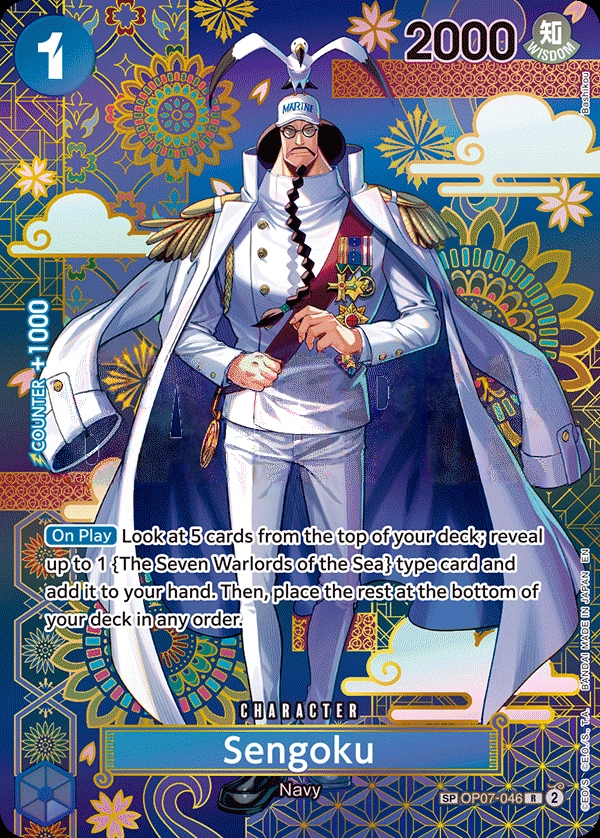 1
2000
知
WISDOM
Bashikou
MARINE
COUNTER +1000
On Play Look at 5 cards from the top of your deck; reveal
up to 1 {The Seven Warlords of the Sea} type card and
add it to your hand. Then, place the rest at the bottom of
your deck in any order.
CHARACTER
Sengoku
Navy
SP OP07-046 R 2
©E.O/S ©E.O./S., T.A. BANDAI MADE IN JAPAN EN